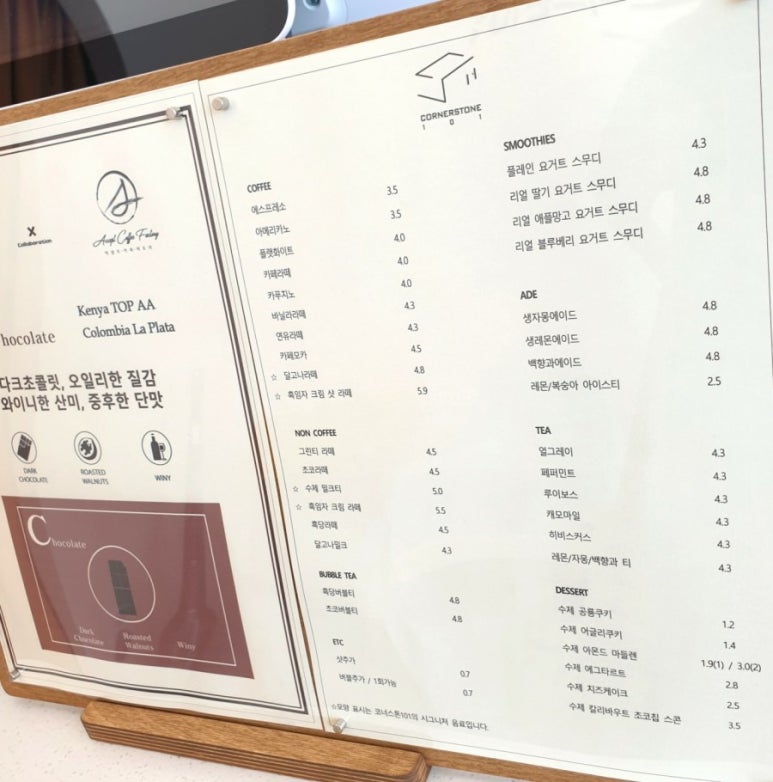 X
Collaboration
Accept Coffee Factory
Kenya TOP AA
hocolate
Colombia La Plata
다크초콜릿, 오일리한 질감
와이니한 산미, 중후한 단맛
DARK CHOCOLATE
ROASTED WALNUTS
WINY
Chocolate
Dark Chocolate
Roasted Walnuts
Winy
CORNERSTONE
1 0 1
COFFEE
에스프레소 3.5
아메리카노 3.5
플랫화이트 4.0
카페라떼 4.0
카푸치노 4.0
바닐라라떼 4.3
연유라떼 4.3
카페모카 4.5
☆ 달고나라떼 4.8
☆ 흑임자 크림 샷 라떼 5.9
NON COFFEE
그린티 라떼 4.5
초코라떼 4.5
☆ 수제 밀크티 5.0
☆ 흑임자 크림 라떼 5.5
흑당라떼 4.5
달고나밀크 4.3
BUBBLE TEA
흑당버블티 4.8
초코버블티 4.8
ETC
샷추가 0.7
버블추가 / 1회가능 0.7
☆모양 표시는 코너스톤101의 시그니처 음료입니다.
SMOOTHIES
플레인 요거트 스무디 4.3
리얼 딸기 요거트 스무디 4.8
리얼 애플망고 요거트 스무디 4.8
리얼 블루베리 요거트 스무디 4.8
ADE
생자몽에이드 4.8
생레몬에이드 4.8
백향과에이드 4.8
레몬/복숭아 아이스티 2.5
TEA
얼그레이 4.3
페퍼민트 4.3
루이보스 4.3
캐모마일 4.3
히비스커스 4.3
레몬/자몽/백향과 티 4.3
DESSERT
수제 공룡쿠키 1.2
수제 어글리쿠키 1.4
수제 아몬드 마들렌 1.9(1) / 3.0(2)
수제 에그타르트 2.8
수제 치즈케이크 2.5
수제 칼리바우트 초코칩 스콘 3.5